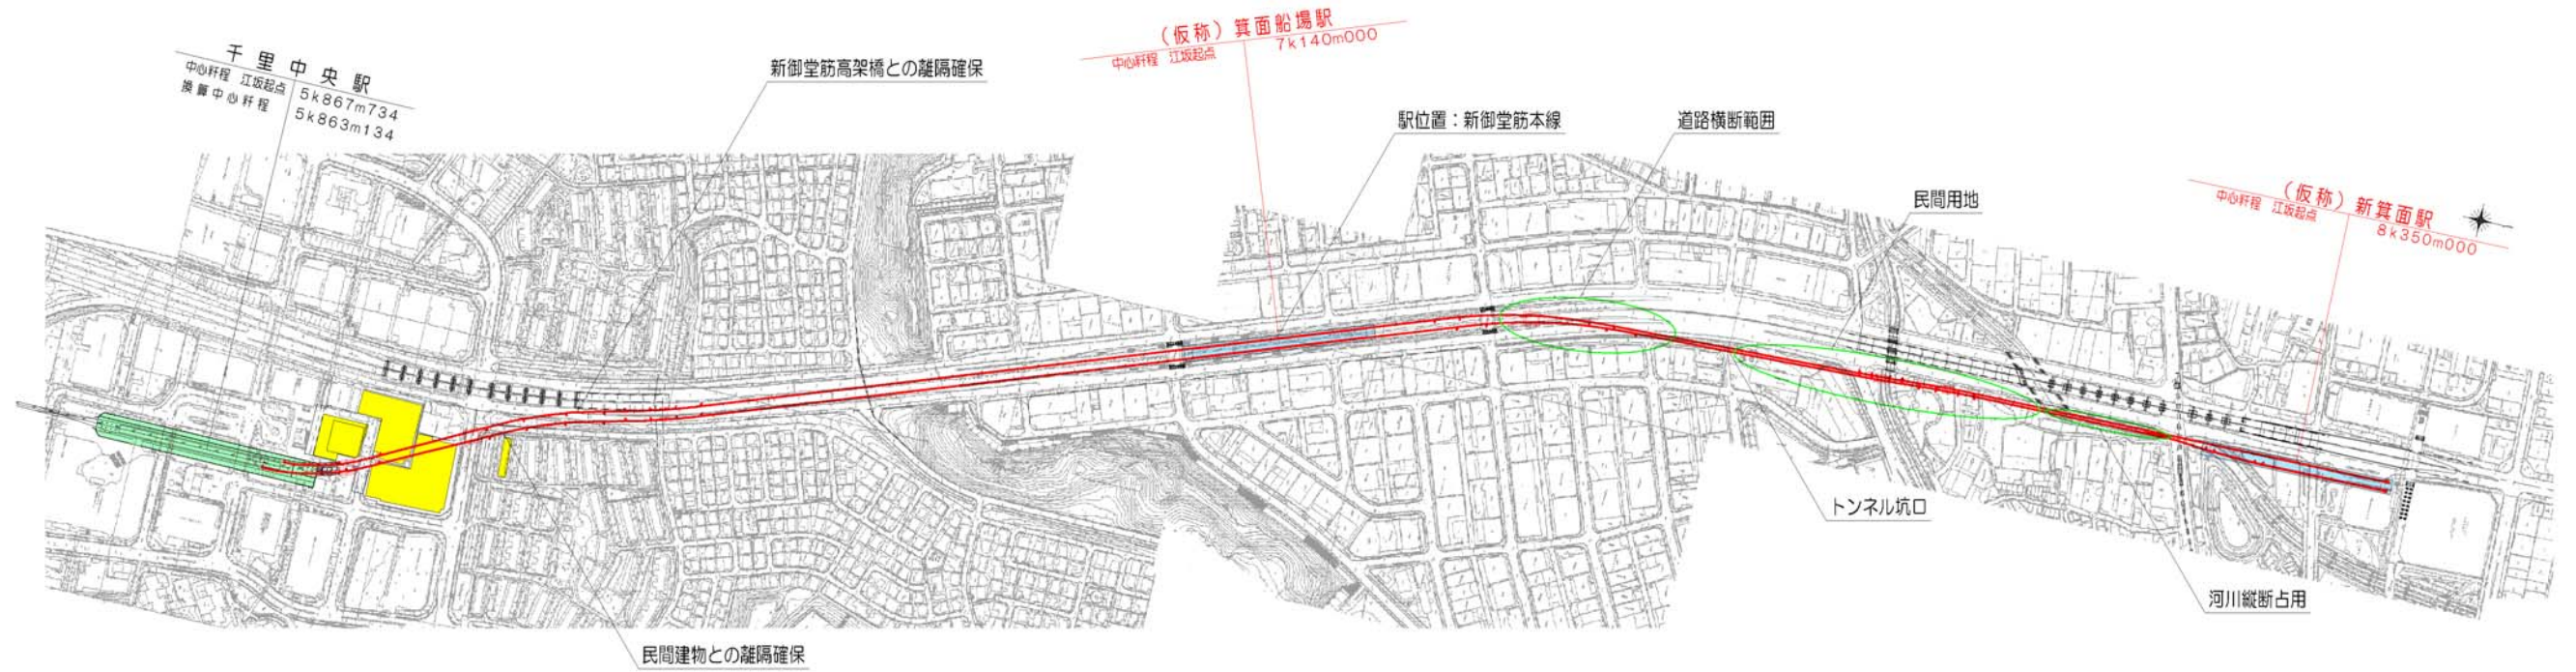 千里中央駅
中心粁程 江坂起点 5k867m734
換算中心粁程 5k863m134
新御堂筋高架橋との離隔確保
(仮称)箕面船場駅
中心粁程 江坂起点 7k140m000
駅位置:新御堂筋本線
道路横断範囲
民間用地
(仮称)新箕面駅
中心粁程 江坂起点 8k350m000
トンネル坑口
河川縦断占用
民間建物との離隔確保